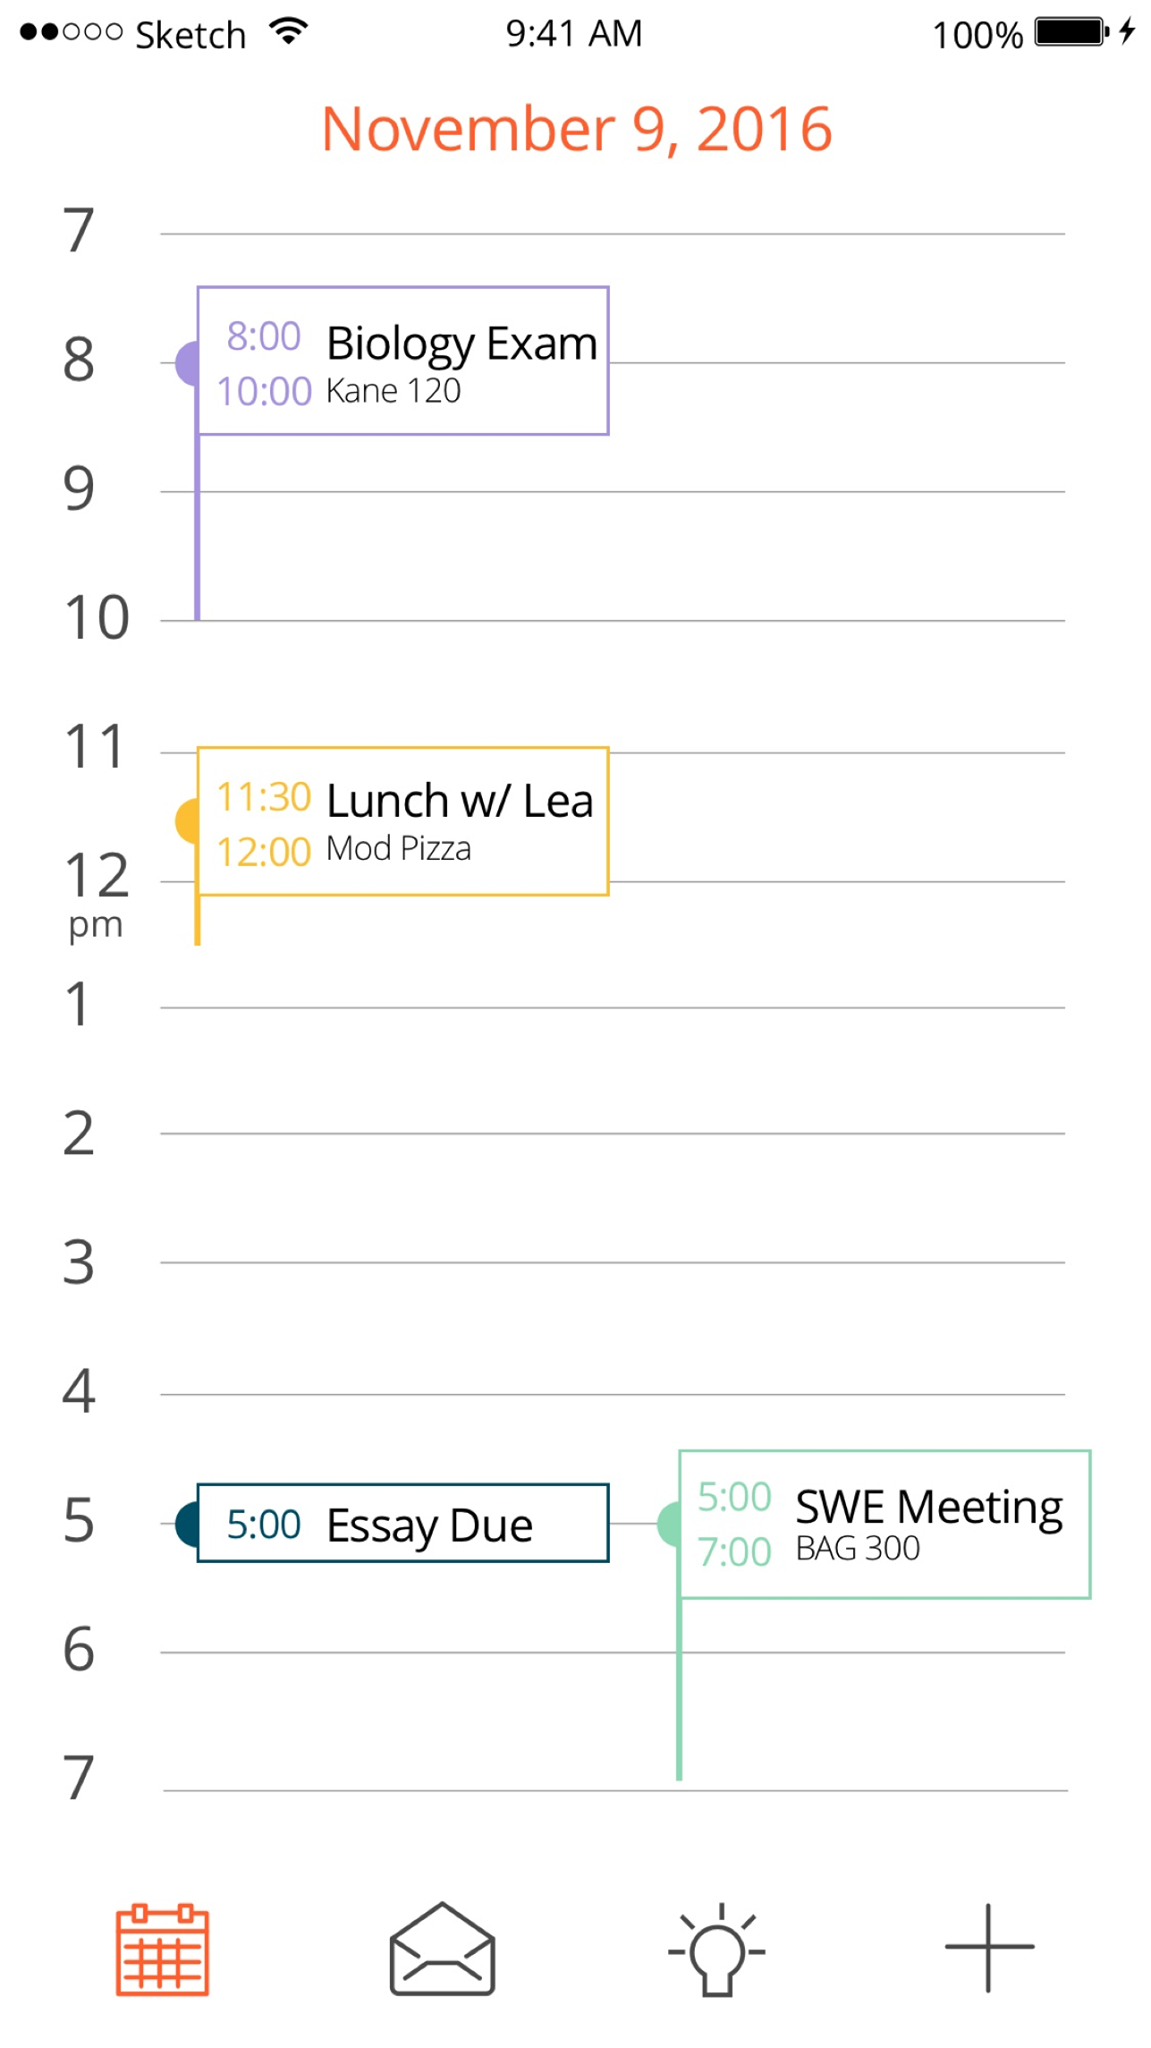 Sketch 9:41 AM 100%
November 9, 2016
7
8:00 Biology Exam
8
10:00 Kane 120
9
10
11
11:30 Lunch w/ Lea
12:00 Mod Pizza
12
pm
1
2
3
4
5:00 SWE Meeting
5 5:00 Essay Due
7:00 BAG 300
6
7